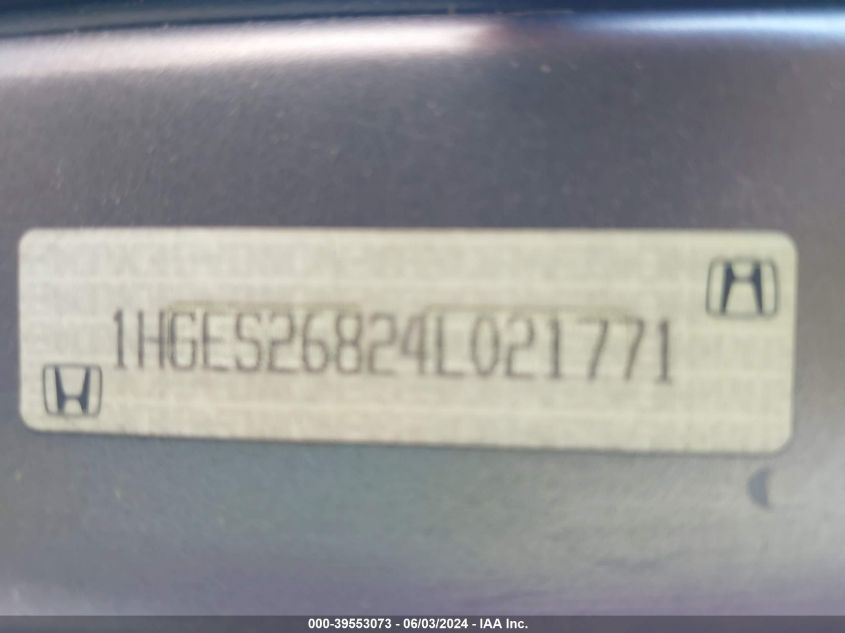 1HGES26824L021771
000-39553073 - 06/03/2024 - IAA Inc.